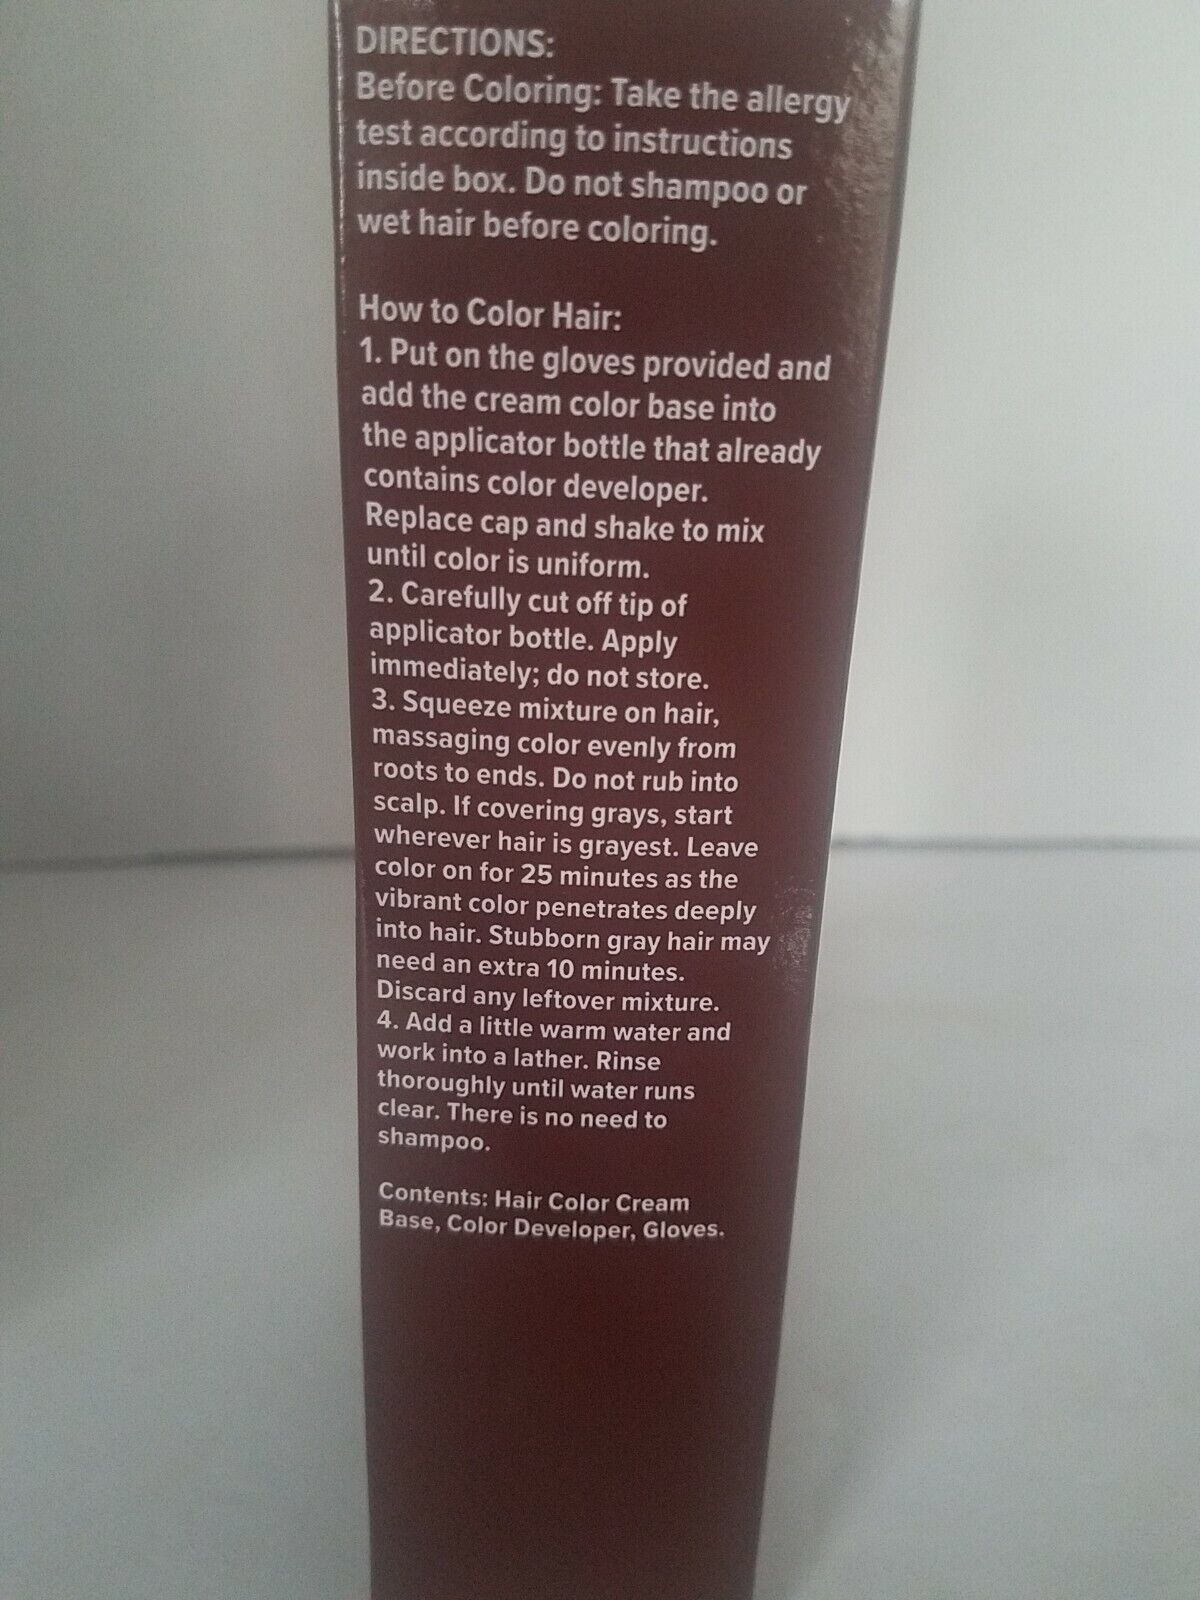 DIRECTIONS:
Before Coloring: Take the allergy
test according to instructions
inside box. Do not shampoo or
wet hair before coloring.
How to Color Hair:
1. Put on the gloves provided and
add the cream color base into
the applicator bottle that already
contains color developer.
Replace cap and shake to mix
until color is uniform.
2. Carefully cut off tip of
applicator bottle. Apply
immediately; do not store.
3. Squeeze mixture on hair,
massaging color evenly from
roots to ends. Do not rub into
scalp. If covering grays, start
wherever hair is grayest. Leave
color on for 25 minutes as the
vibrant color penetrates deeply
into hair. Stubborn gray hair may
need an extra 10 minutes.
Discard any leftover mixture.
4. Add a little warm water and
work into a lather. Rinse
thoroughly until water runs
clear. There is no need to
shampoo.
Contents: Hair Color Cream
Base, Color Developer, Gloves.